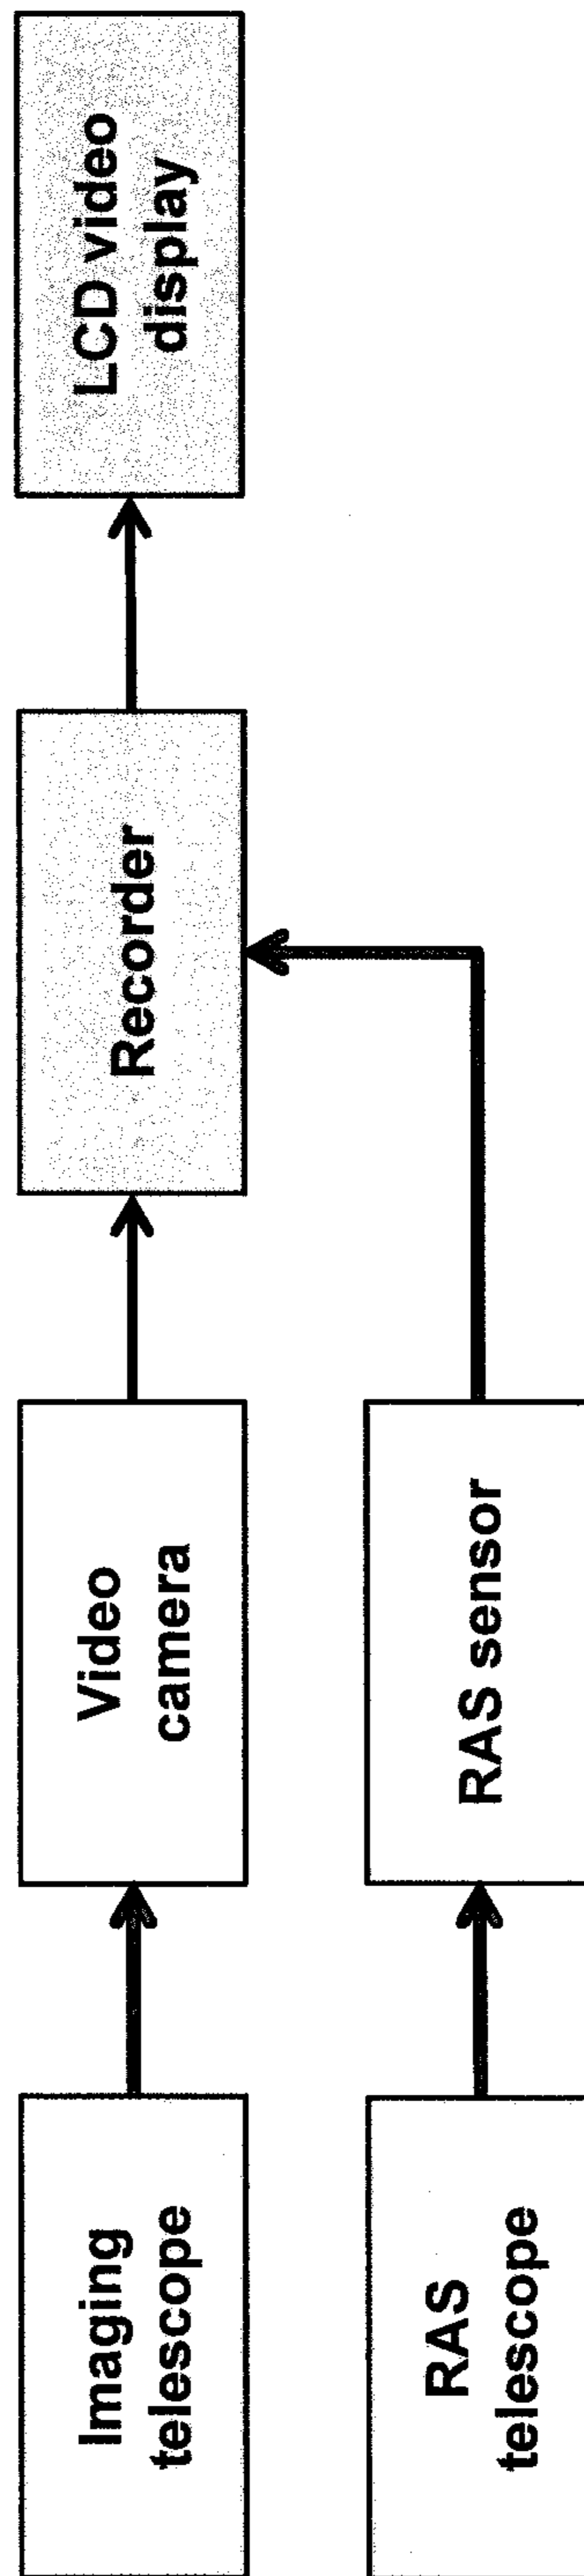 Imaging
telescope
Video
camera
Recorder
LCD video
display
RAS
telescope
RAS sensor